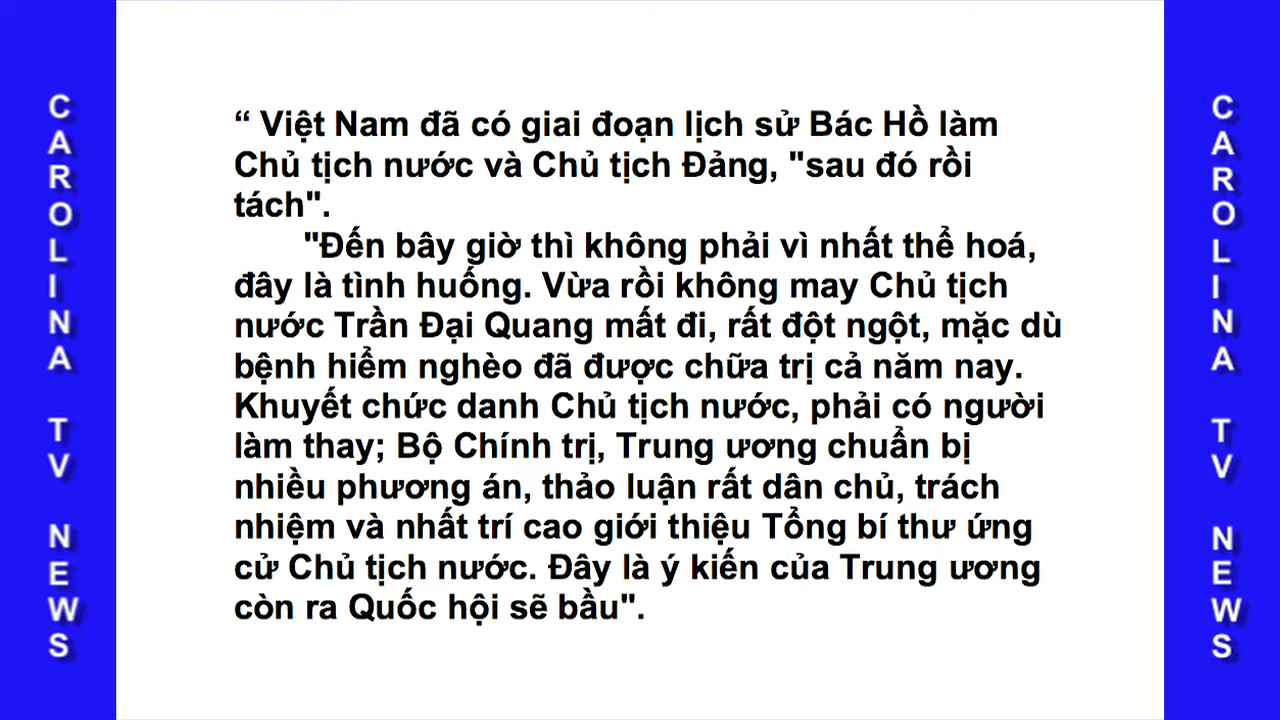 CAROLINA TV NEWS
“ Việt Nam đã có giai đoạn lịch sử Bác Hồ làm
Chủ tịch nước và Chủ tịch Đảng, "sau đó rồi
tách".
"Đến bây giờ thì không phải vì nhất thể hoá,
đây là tình huống. Vừa rồi không may Chủ tịch
nước Trần Đại Quang mất đi, rất đột ngột, mặc dù
bệnh hiểm nghèo đã được chữa trị cả năm nay.
Khuyết chức danh Chủ tịch nước, phải có người
làm thay; Bộ Chính trị, Trung ương chuẩn bị
nhiều phương án, thảo luận rất dân chủ, trách
nhiệm và nhất trí cao giới thiệu Tổng bí thư ứng
cử Chủ tịch nước. Đây là ý kiến của Trung ương
còn ra Quốc hội sẽ bầu".
CAROLINA TV NEWS